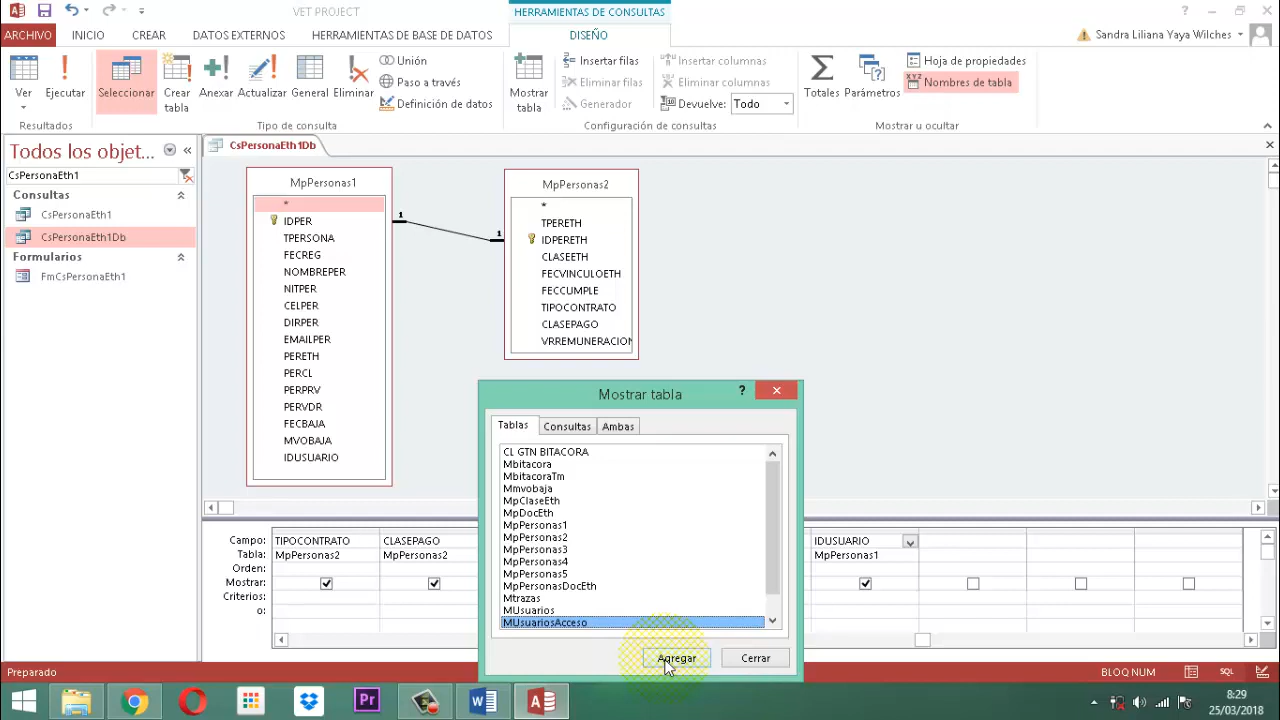 VET PROJECT
HERRAMIENTAS DE CONSULTAS
ARCHIVO INICIO CREAR DATOS EXTERNOS HERRAMIENTAS DE BASE DE DATOS DISEÑO
Sandra Liliana Yaya Wilches
Ver
Ejecutar
Resultados
Seleccionar
Crear tabla
Anexar
Actualizar
General
Eliminar
Unión
Paso a través
Definición de datos
Tipo de consulta
Mostrar tabla
Insertar filas
Eliminar filas
Generador
Insertar columnas
Eliminar columnas
Devuelve: Todo
Configuración de consultas
Totales
Parámetros
Hoja de propiedades
Nombres de tabla
Mostrar u ocultar
Todos los objet...
CsPersonaEth1
Consultas
CsPersonaEth1
CsPersonaEth1Db
Formularios
FmCsPersonaEth1
CsPersonaEth1Db
MpPersonas1
*
IDPER
TPERSONA
FECREG
NOMBREPER
NITPER
CELPER
DIRPER
EMAILPER
PERETH
PERCL
PERPRV
PERVDR
FECBAJA
MVOBAJA
IDUSUARIO
1
1
MpPersonas2
*
TPERETH
IDPERETH
CLASEETH
FECVINCULOETH
FECCUMPLE
TIPOCONTRATO
CLASEPAGO
VRREMUNERACION
Mostrar tabla
?
Tablas Consultas Ambas
CL GTN BITACORA
Mbitacora
MbitacoraTm
Mmvobaja
MpClaseEth
MpDocEth
MpPersonas1
MpPersonas2
MpPersonas3
MpPersonas4
MpPersonas5
MpPersonasDocEth
Mtrazas
MUsuarios
MUsuariosAcceso
Agregar Cerrar
Campo: TIPOCONTRATO CLASEPAGO IDUSUARIO
Tabla: MpPersonas2 MpPersonas2 MpPersonas1
Orden:
Mostrar:
Criterios:
o:
Preparado
BLOQ NUM
SQL
Pr
8:29
25/03/2018